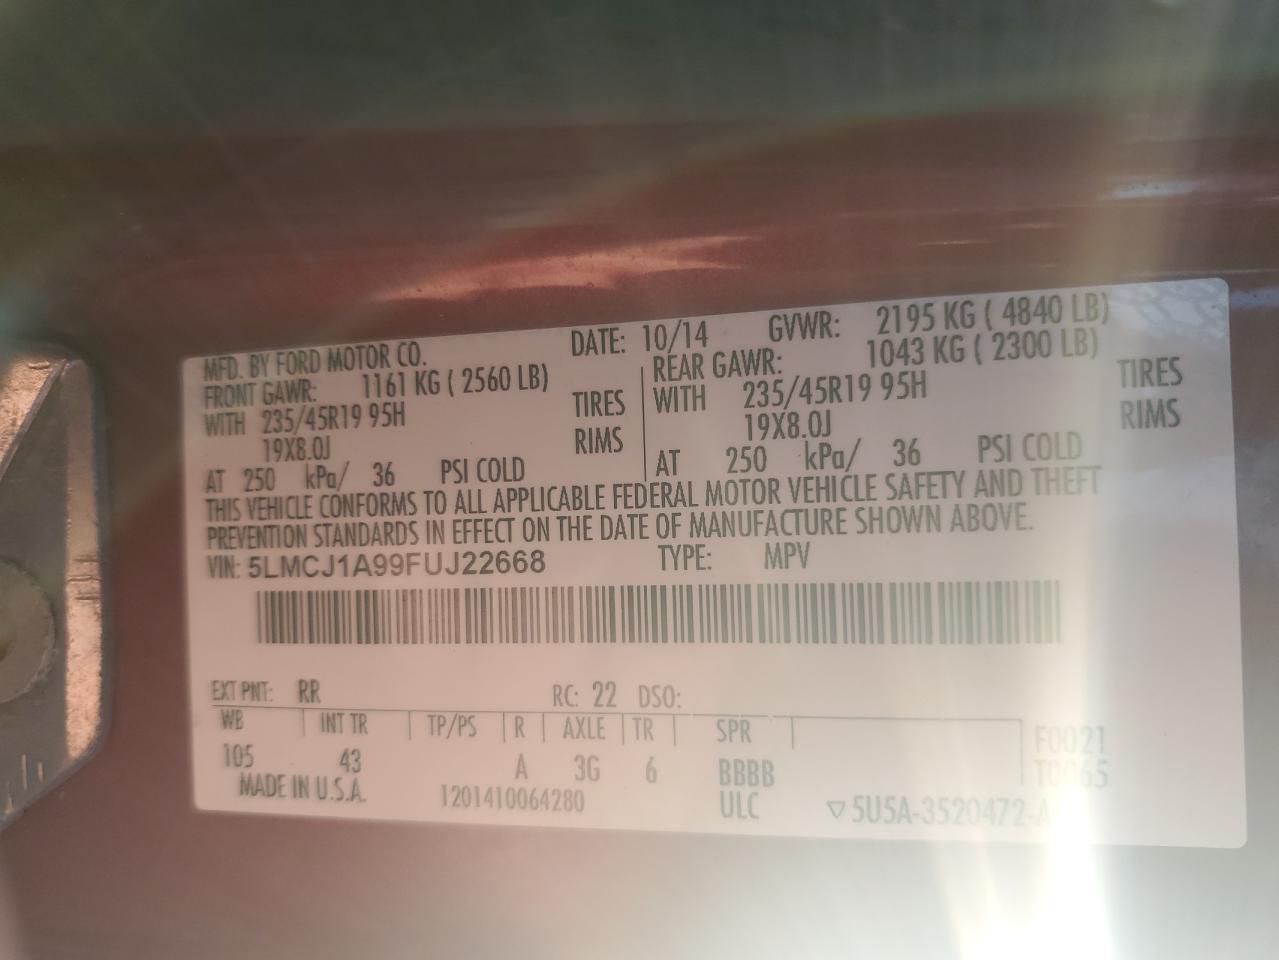 MFD. BY FORD MOTOR CO. DATE: 10/14 GVWR: 2195 KG ( 4840 LB)
FRONT GAWR: 1161 KG ( 2560 LB) REAR GAWR: 1043 KG ( 2300 LB)
WITH 235/45R19 95H TIRES WITH 235/45R19 95H TIRES
19X8.0J RIMS 19X8.0J RIMS
AT 250 kPa/ 36 PSI COLD AT 250 kPa/ 36 PSI COLD
THIS VEHICLE CONFORMS TO ALL APPLICABLE FEDERAL MOTOR VEHICLE SAFETY AND THEFT
PREVENTION STANDARDS IN EFFECT ON THE DATE OF MANUFACTURE SHOWN ABOVE.
VIN: 5LMCJ1A99FUJ22668 TYPE: MPV
EXT PNT: RR RC: 22 DSO:
WB INT TR TP/PS R AXLE TR SPR F0021
105 43 A 3G 6 BBBB T0065
MADE IN U.S.A. 1201410064280 ULC ▽5U5A-3520472-A